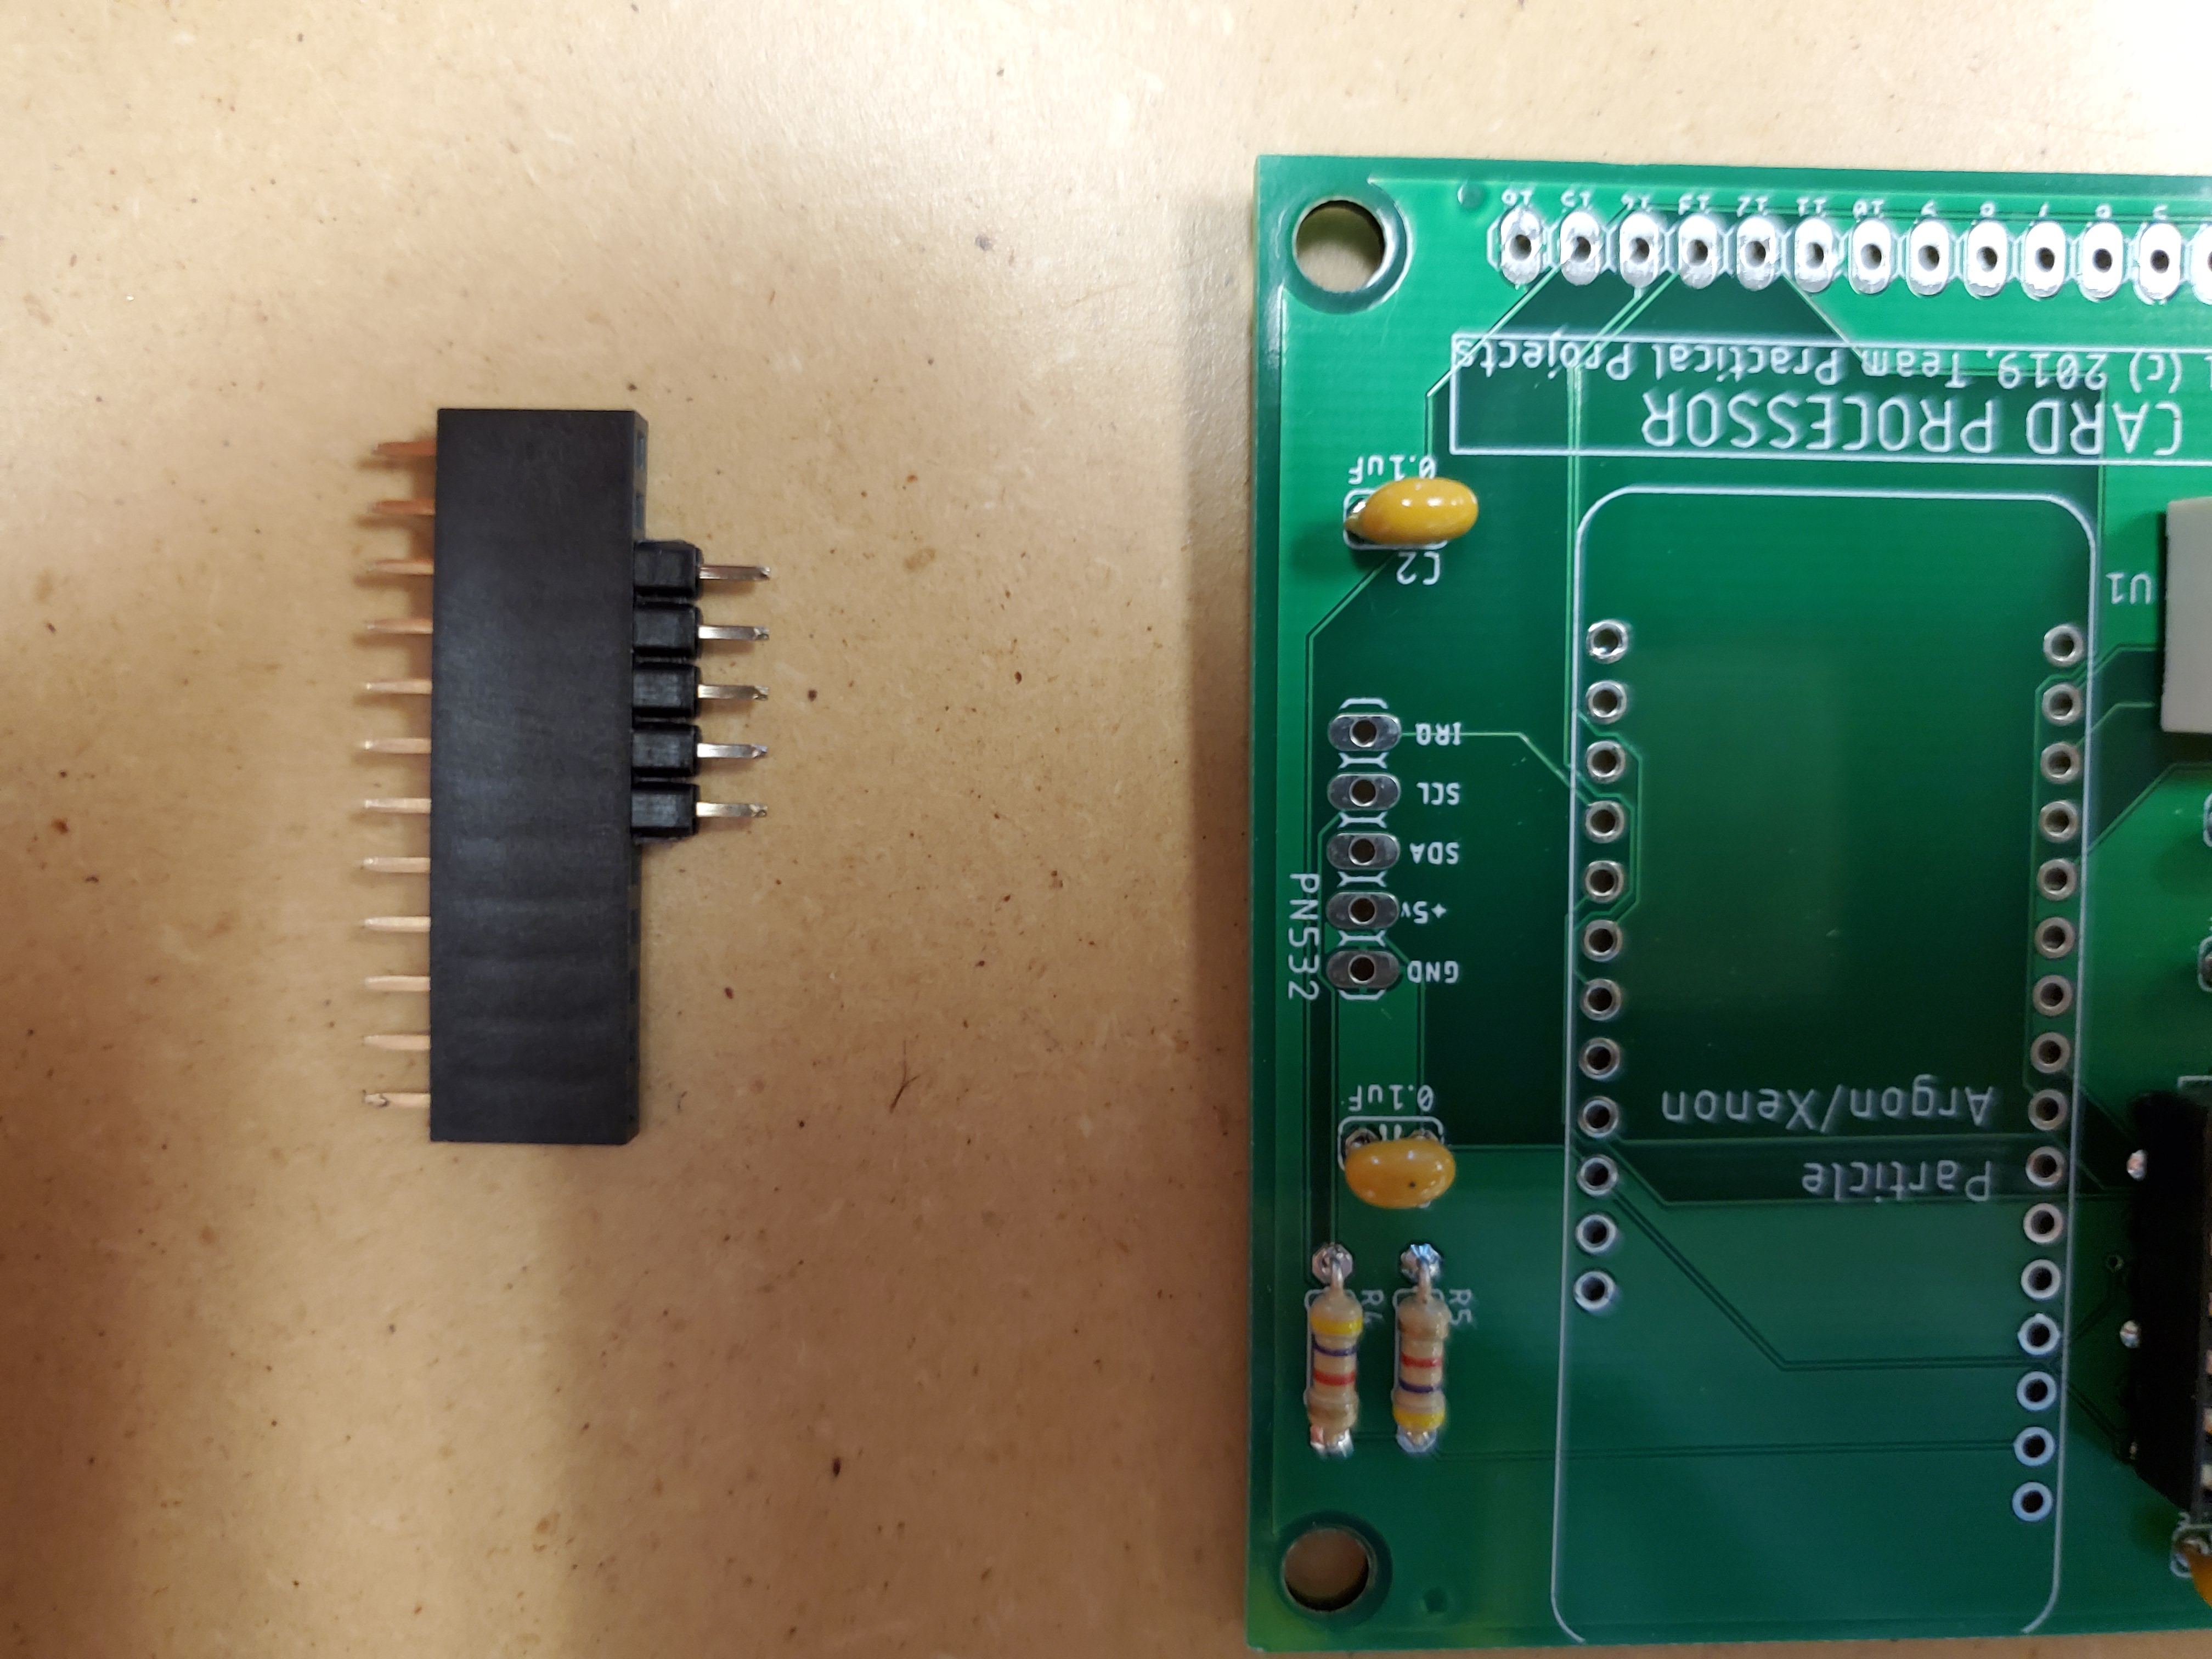 PN532
R4
0.1uF
R5
GND
+5v
SDA
SCL
IRQ
C2
0.1uF
16
15
14
13
12
11
10
9
8
7
6
5
Particle
Argon/Xenon
CARD PROCESSOR
(c) 2019, Team Practical Projects
U1